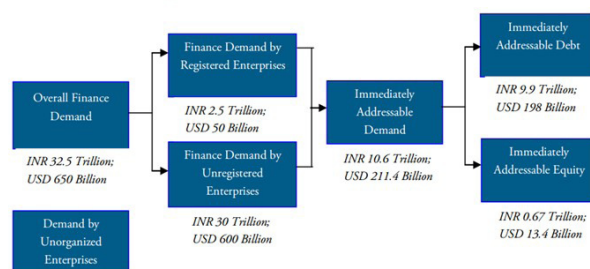 Overall Finance
Demand
INR 32.5 Trillion;
USD 650 Billion
Demand by
Unorganized
Enterprises
Finance Demand by
Registered Enterprises
INR 2.5 Trillion;
USD 50 Billion
Finance Demand by
Unregistered
Enterprises
INR 30 Trillion;
USD 600 Billion
Immediately
Addressable
Demand
INR 10.6 Trillion;
USD 211.4 Billion
Immediately
Addressable Debt
INR 9.9 Trillion;
USD 198 Billion
Immediately
Addressable Equity
INR 0.67 Trillion;
USD 13.4 Billion